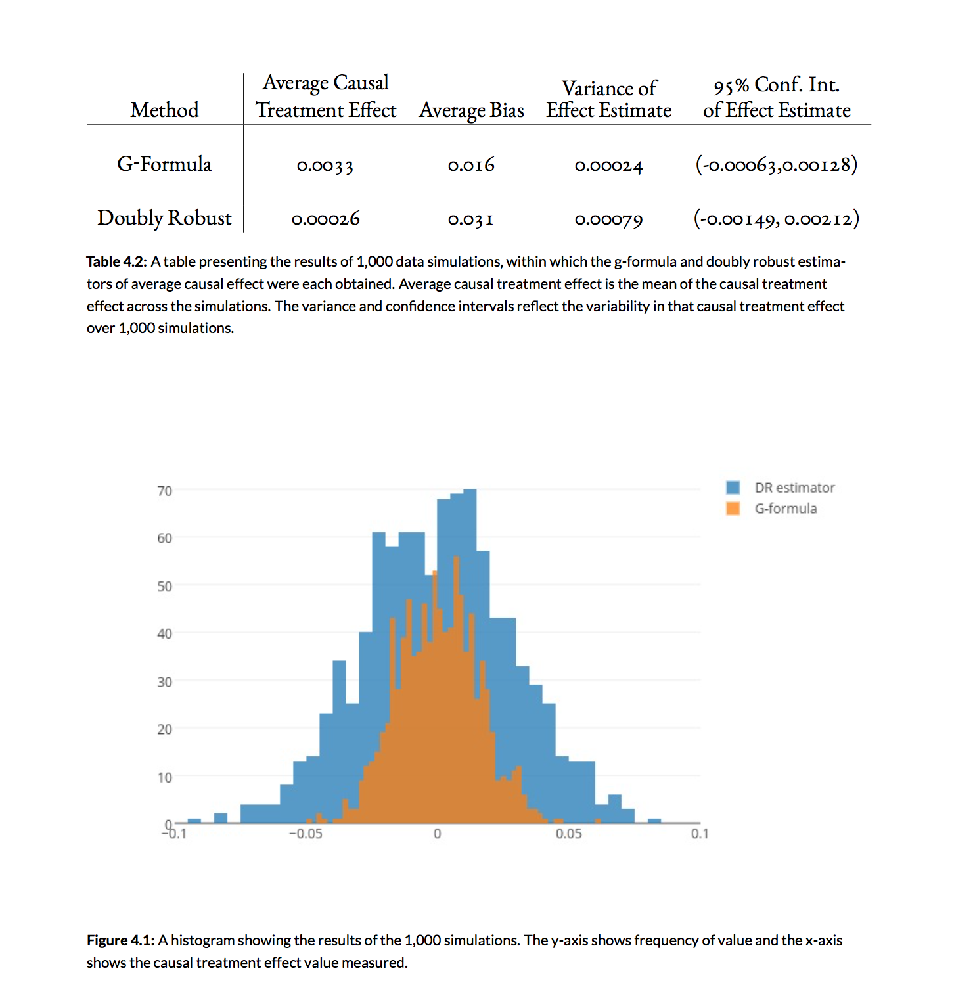 Average Causal
Variance of
95% Conf. Int.
Method
Treatment Effect
Average Bias
Effect Estimate
of Effect Estimate
G-Formula
0.0033
0.016
0.00024
(-0.00063,0.00128)
Doubly Robust
0.00026
0.031
0.00079
(-0.00149, 0.00212)
Table 4.2: A table presenting the results of 1,000 data simulations, within which the g-formula and doubly robust estima-
tors of average causal effect were each obtained. Average causal treatment effect is the mean of the causal treatment
effect across the simulations. The variance and confidence intervals reflect the variability in that causal treatment effect
over 1,000 simulations.
DR estimator
G-formula
70
60
50
40
30
20
10
0
−0.1
−0.05
0
0.05
0.1
Figure 4.1: A histogram showing the results of the 1,000 simulations. The y-axis shows frequency of value and the x-axis
shows the causal treatment effect value measured.